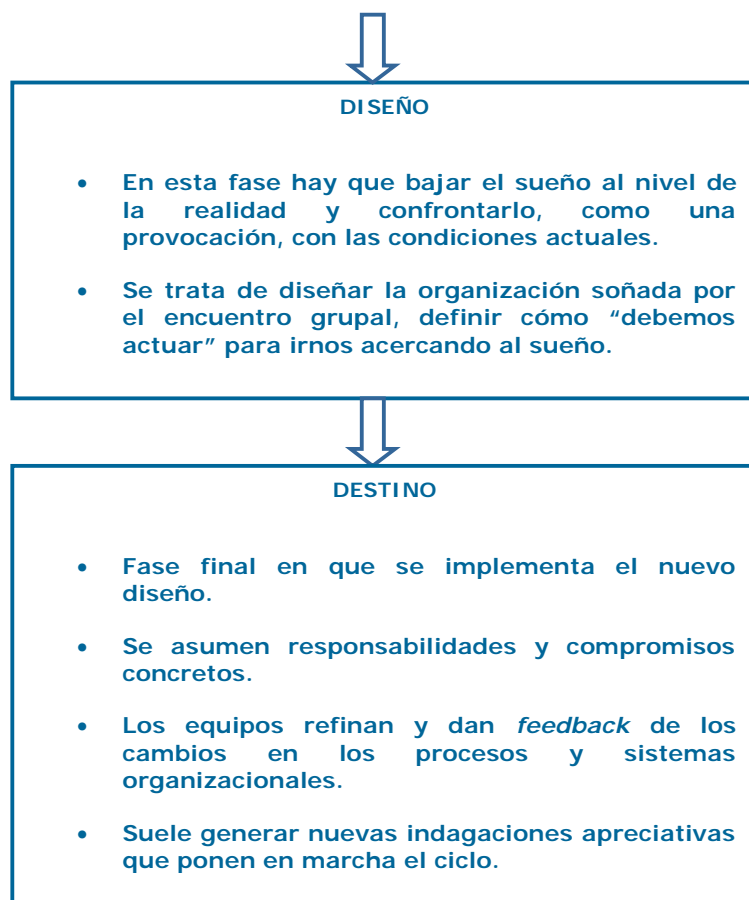 DISEÑO
• En esta fase hay que bajar el sueño al nivel de
la realidad y confrontarlo, como una
provocación, con las condiciones actuales.
• Se trata de diseñar la organización soñada por
el encuentro grupal, definir cómo “debemos
actuar” para irnos acercando al sueño.
DESTINO
• Fase final en que se implementa el nuevo
diseño.
• Se asumen responsabilidades y compromisos
concretos.
• Los equipos refinan y dan feedback de los
cambios en los procesos y sistemas
organizacionales.
• Suele generar nuevas indagaciones apreciativas
que ponen en marcha el ciclo.